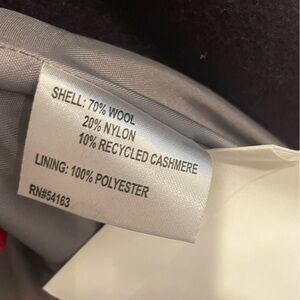 SHELL: 70% WOOL
20% NYLON
10% RECYCLED CASHMERE
LINING: 100% POLYESTER
RN#54163